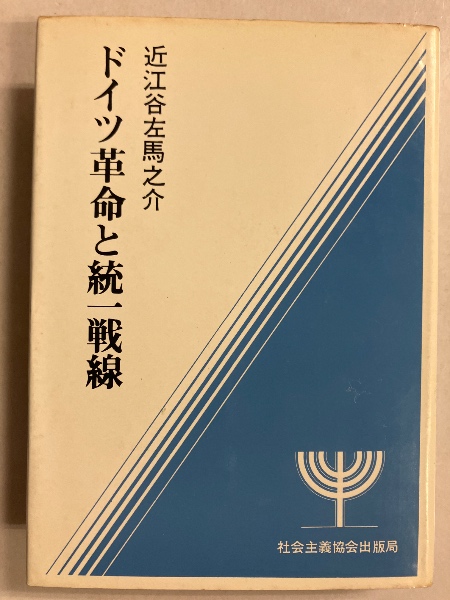 近江谷左馬之介
ドイツ革命と統一戦線
社会主義協会出版局